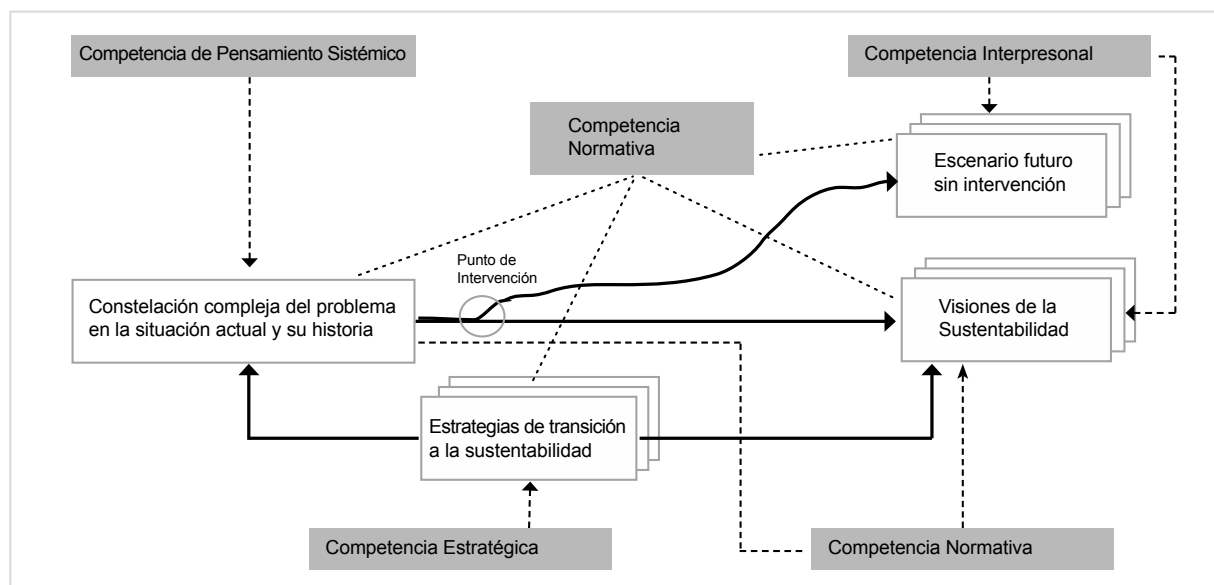 Competencia de Pensamiento Sistémico
Competencia Interpresonal
Competencia
Normativa
Escenario futuro
sin intervención
Punto de
Intervención
Constelación compleja del problema
en la situación actual y su historia
Visiones de la
Sustentabilidad
Estrategias de transición
a la sustentabilidad
Competencia Estratégica
Competencia Normativa